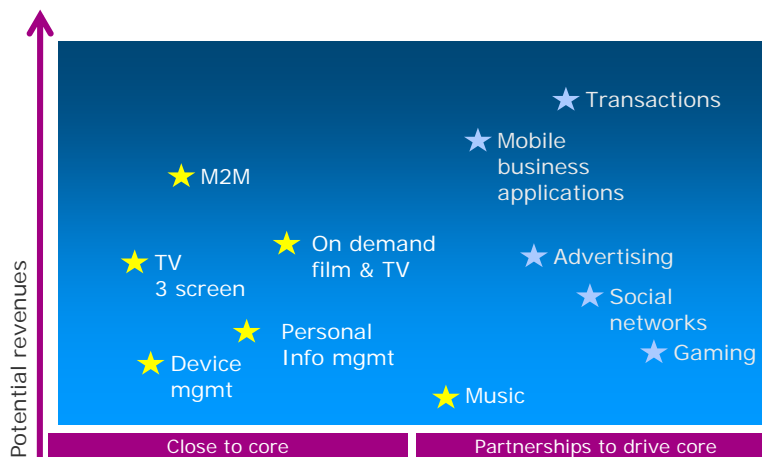 Transactions
Mobile
business
applications
M2M
On demand
film & TV
Advertising
TV
3 screen
Social
networks
Personal
Info mgmt
Gaming
Device
mgmt
Music
Potential revenues
Close to core
Partnerships to drive core